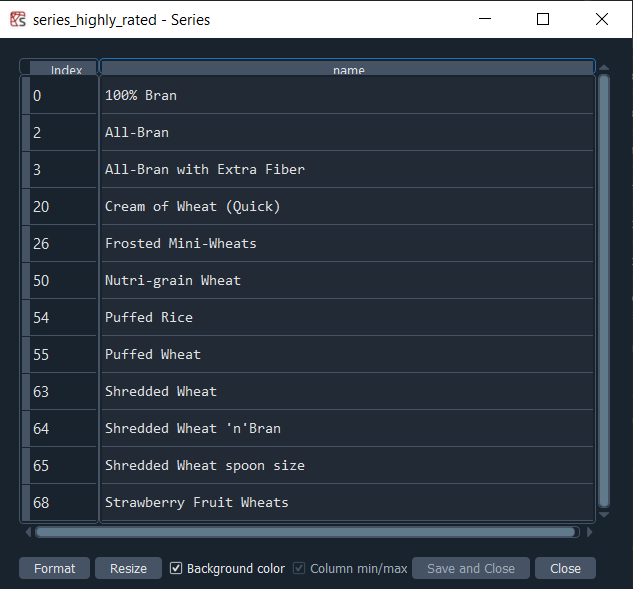 series_highly_rated - Series
Index name
0 100% Bran
2 All-Bran
3 All-Bran with Extra Fiber
20 Cream of Wheat (Quick)
26 Frosted Mini-Wheats
50 Nutri-grain Wheat
54 Puffed Rice
55 Puffed Wheat
63 Shredded Wheat
64 Shredded Wheat 'n'Bran
65 Shredded Wheat spoon size
68 Strawberry Fruit Wheats
Format Resize Background color Column min/max Save and Close Close